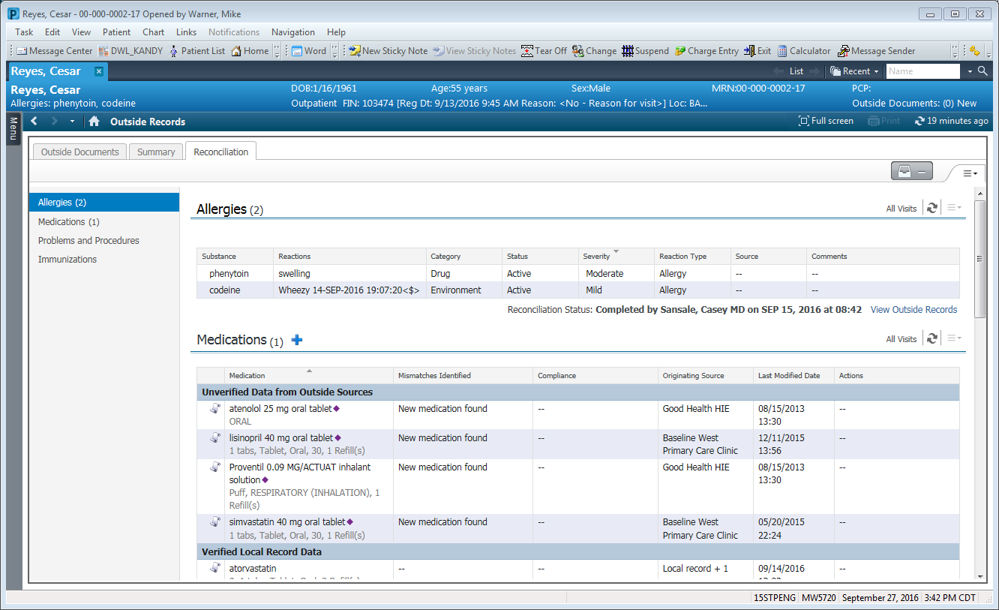 Reyes, Cesar - 00-000-0002-17 Opened by Warner, Mike
Task Edit View Patient Chart Links Notifications Navigation Help
Message Center DWL_KANDY Patient List Home Word New Sticky Note View Sticky Notes Tear Off Change Suspend Charge Entry Exit Calculator Message Sender
Reyes, Cesar × List Recent Name
Reyes, Cesar DOB:1/16/1961 Age:55 years Sex:Male MRN:00-000-0002-17 PCP:
Allergies: phenytoin, codeine Outpatient FIN: 103474 [Reg Dt: 9/13/2016 9:45 AM Reason: <No - Reason for visit>] Loc: BA... Outside Documents: (0) New
Menu Outside Records Full screen Print 19 minutes ago
Outside Documents Summary Reconciliation
Allergies (2)
Medications (1)
Problems and Procedures
Immunizations
Allergies (2) All Visits
Substance Reactions Category Status Severity Reaction Type Source Comments
phenytoin swelling Drug Active Moderate Allergy -- --
codeine Wheezy 14-SEP-2016 19:07:20<$> Environment Active Mild Allergy -- --
Reconciliation Status: Completed by Sansale, Casey MD on SEP 15, 2016 at 08:42 View Outside Records
Medications (1) All Visits
Medication Mismatches Identified Compliance Originating Source Last Modified Date Actions
Unverified Data from Outside Sources
atenolol 25 mg oral tablet New medication found -- Good Health HIE 08/15/2013 --
ORAL 13:30
lisinopril 40 mg oral tablet New medication found -- Baseline West 12/11/2015 --
1 tabs, Tablet, Oral, 30, 1 Refill(s) Primary Care Clinic 13:56
Proventil 0.09 MG/ACTUAT inhalant New medication found -- Good Health HIE 08/15/2013 --
solution 13:30
Puff, RESPIRATORY (INHALATION), 1
Refill(s)
simvastatin 40 mg oral tablet New medication found -- Baseline West 05/20/2015 --
1 tabs, Tablet, Oral, 30, 1 Refill(s) Primary Care Clinic 22:24
Verified Local Record Data
atorvastatin -- -- Local record + 1 09/14/2016 --
15STPENG MW5720 September 27, 2016 3:42 PM CDT